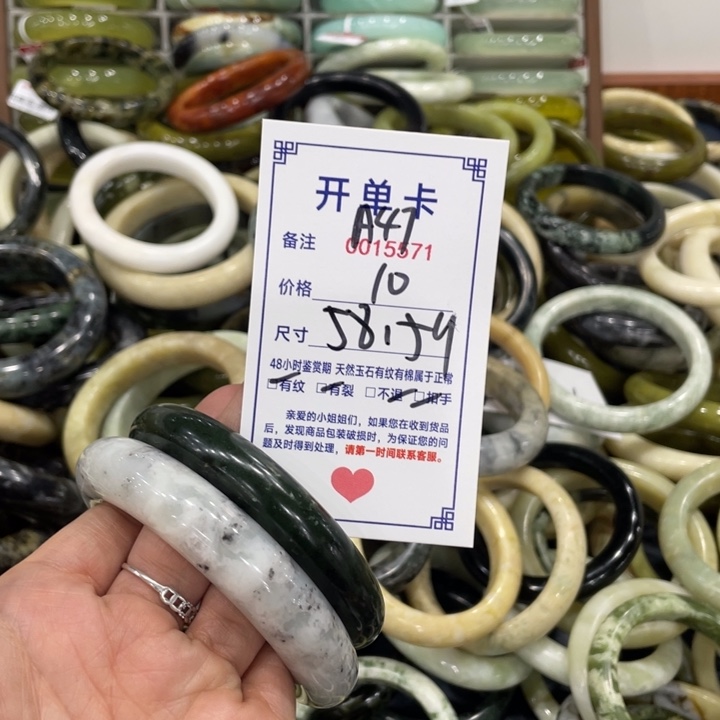 开单卡
备注 A47
0015571
价格 10
尺寸 58.59
48小时鉴赏期 天然玉石有纹有棉属于正常
□有纹 □有裂 □不退 □相手
亲爱的小姐姐们，如果您在收到货品
后，发现商品包装破损时，为保证您的问
题及时得到处理，请第一时间联系客服。